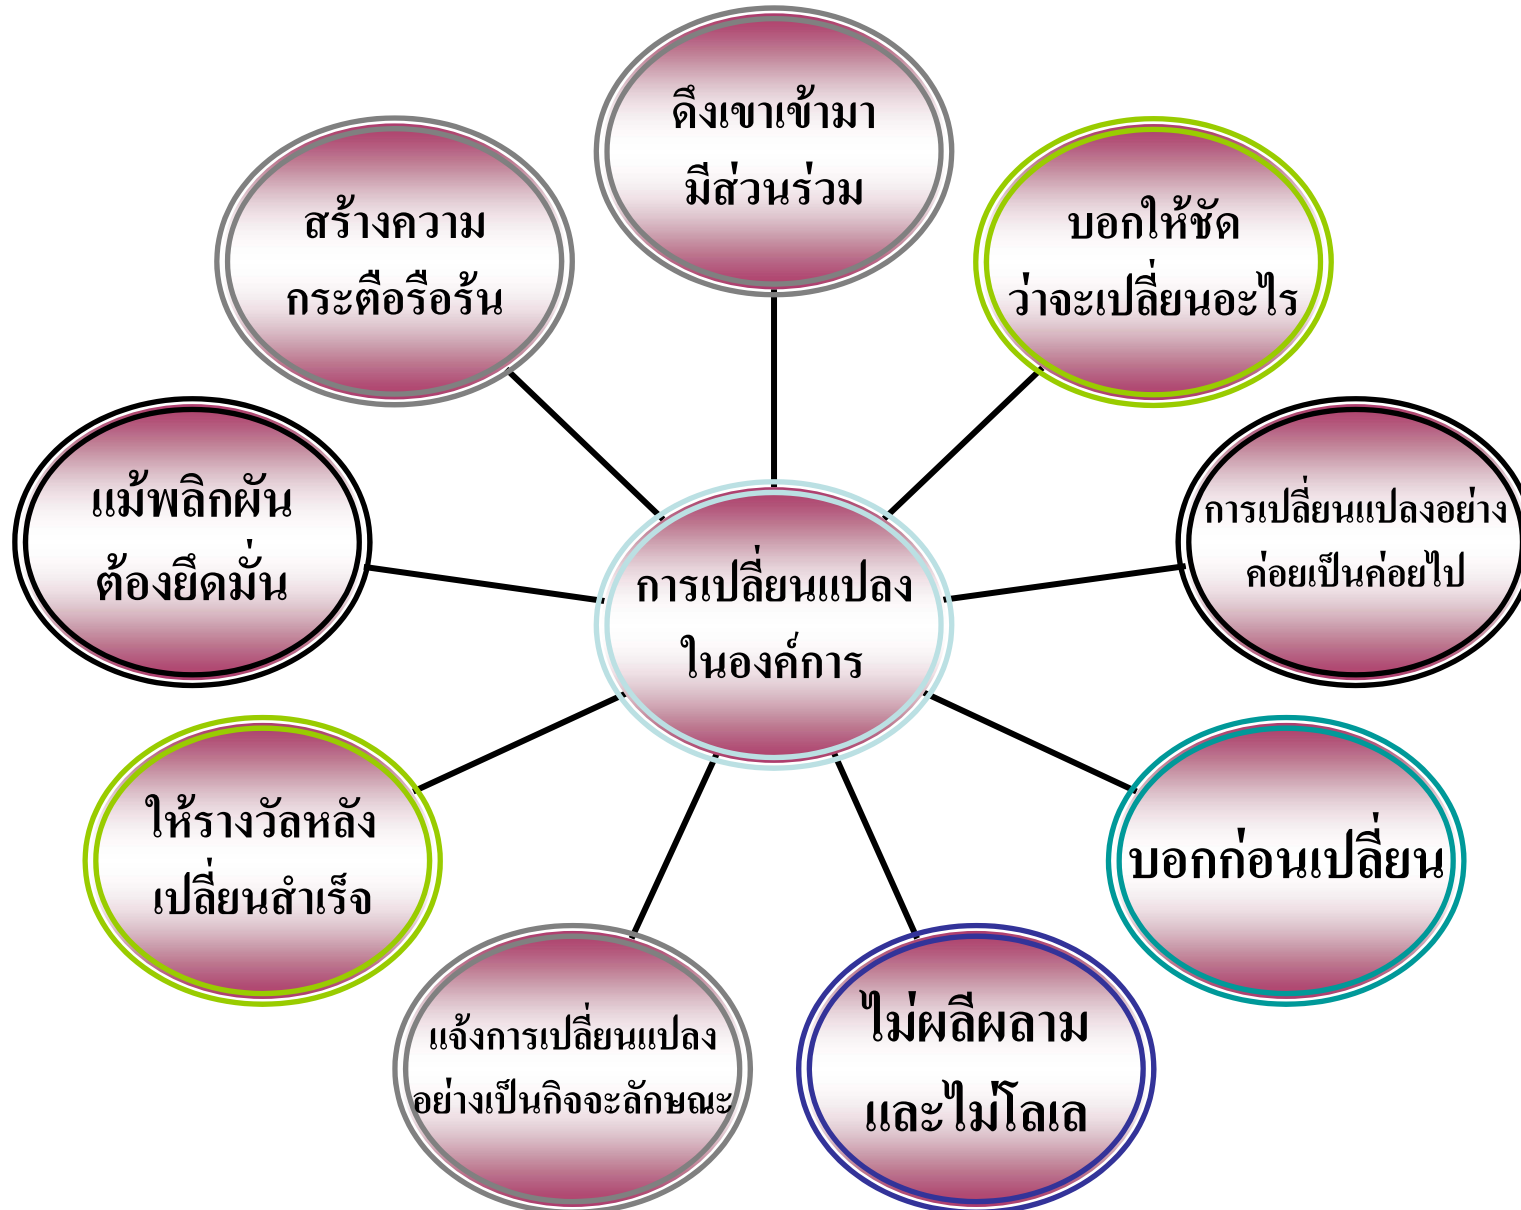 ดึงเขาเข้ามา
มีส่วนร่วม
บอกให้ชัด
ว่าจะเปลี่ยนอะไร
การเปลี่ยนแปลงอย่าง
ค่อยเป็นค่อยไป
บอกก่อนเปลี่ยน
ไม่ผลีผลาม
และไม่โลเล
แจ้งการเปลี่ยนแปลง
อย่างเป็นกิจจะลักษณะ
ให้รางวัลหลัง
เปลี่ยนสำเร็จ
แม้พลิกผัน
ต้องยึดมั่น
สร้างความ
กระตือรือร้น
การเปลี่ยนแปลง
ในองค์การ